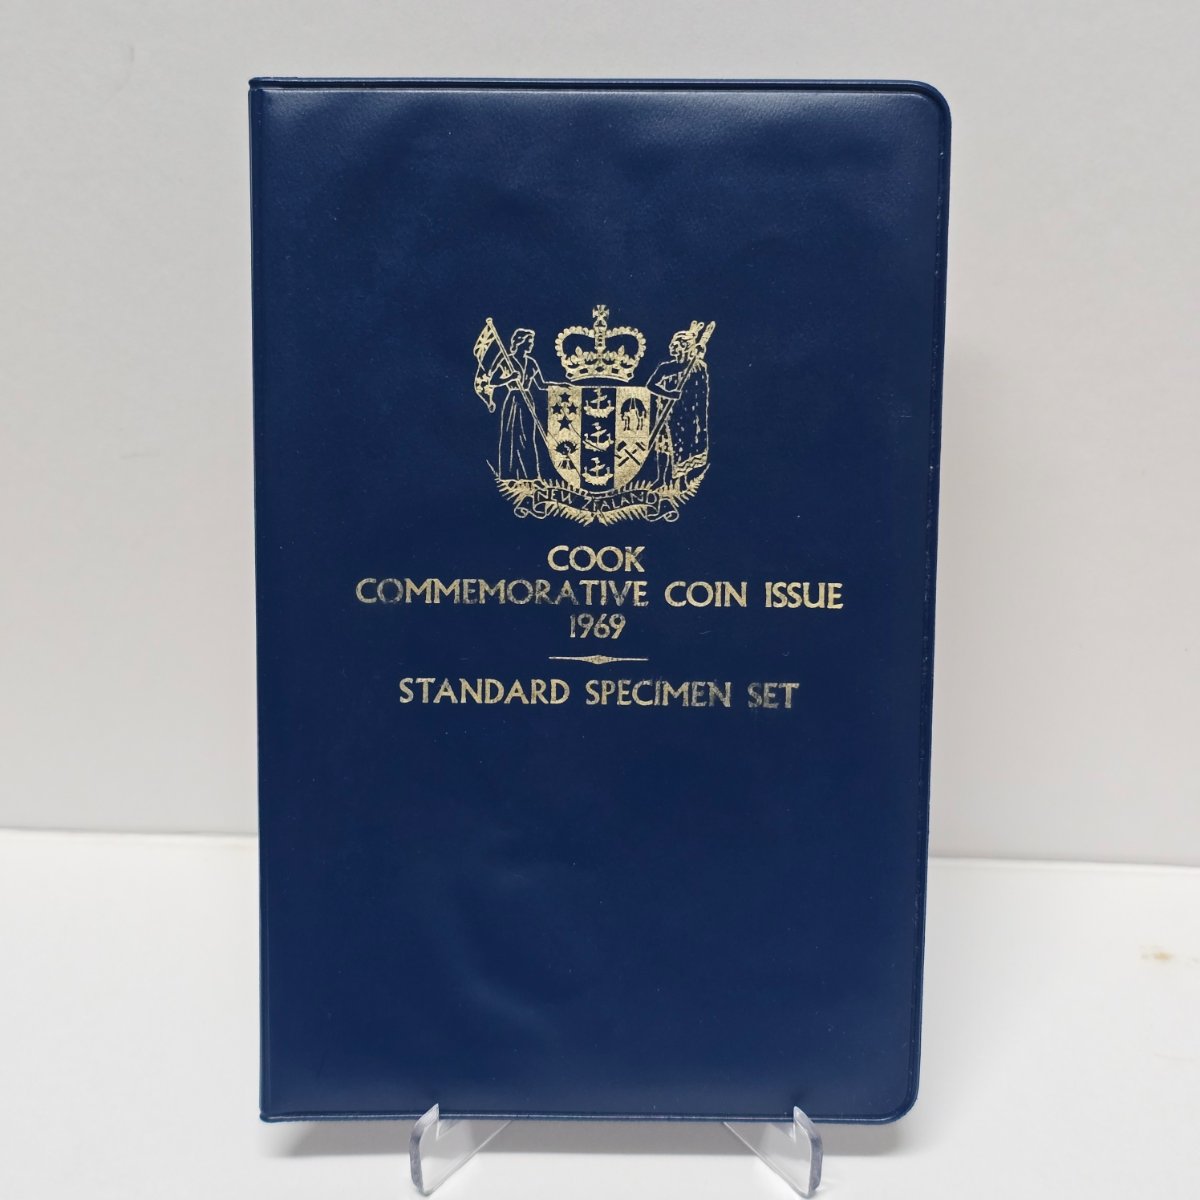 NEW ZEALAND
COOK
COMMEMORATIVE COIN ISSUE
1969
STANDARD SPECIMEN SET